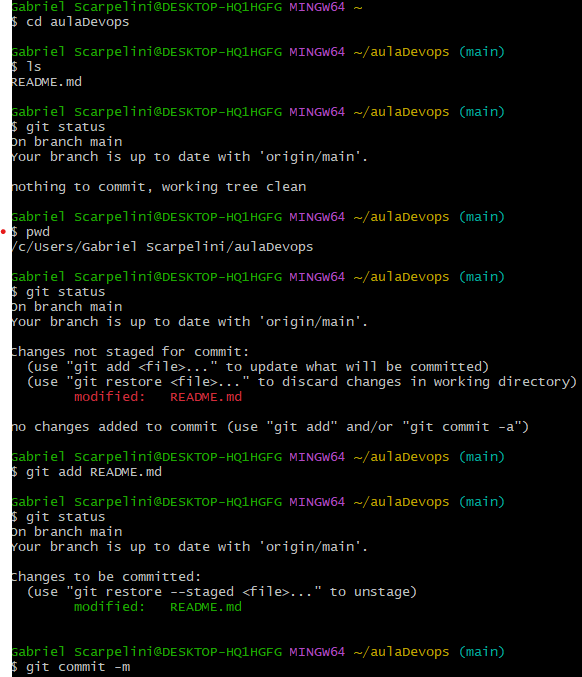 Gabriel Scarpelini@DESKTOP-HQ1HGFG MINGW64 ~
$ cd aulaDevops
Gabriel Scarpelini@DESKTOP-HQ1HGFG MINGW64 ~/aulaDevops (main)
$ ls
README.md
Gabriel Scarpelini@DESKTOP-HQ1HGFG MINGW64 ~/aulaDevops (main)
$ git status
On branch main
Your branch is up to date with 'origin/main'.
nothing to commit, working tree clean
Gabriel Scarpelini@DESKTOP-HQ1HGFG MINGW64 ~/aulaDevops (main)
$ pwd
/c/Users/Gabriel Scarpelini/aulaDevops
Gabriel Scarpelini@DESKTOP-HQ1HGFG MINGW64 ~/aulaDevops (main)
$ git status
On branch main
Your branch is up to date with 'origin/main'.
Changes not staged for commit:
(use "git add <file>..." to update what will be committed)
(use "git restore <file>..." to discard changes in working directory)
modified:   README.md
no changes added to commit (use "git add" and/or "git commit -a")
Gabriel Scarpelini@DESKTOP-HQ1HGFG MINGW64 ~/aulaDevops (main)
$ git add README.md
Gabriel Scarpelini@DESKTOP-HQ1HGFG MINGW64 ~/aulaDevops (main)
$ git status
On branch main
Your branch is up to date with 'origin/main'.
Changes to be committed:
(use "git restore --staged <file>..." to unstage)
modified:   README.md
Gabriel Scarpelini@DESKTOP-HQ1HGFG MINGW64 ~/aulaDevops (main)
$ git commit -m